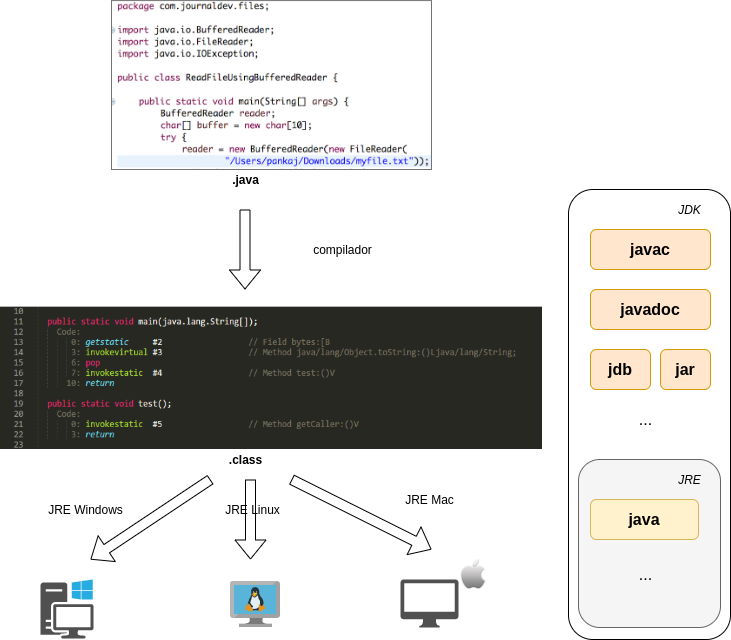 package com.journaldev.files;
import java.io.BufferedReader;
import java.io.FileReader;
import java.io.IOException;
public class ReadFileUsingBufferedReader {
public static void main(String[] args) {
BufferedReader reader;
char[] buffer = new char[10];
try {
reader = new BufferedReader(new FileReader(
"/Users/pankaj/Downloads/myfile.txt"));
.java
compilador
10
11 public static void main(java.lang.String[]);
12 Code:
13 0: getstatic #2 // Field bytes:[B
14 3: invokevirtual #3 // Method java/lang/Object.toString:()Ljava/lang/String;
15 6: pop
16 7: invokestatic #4 // Method test:()V
17 10: return
18
19 public static void test();
20 Code:
21 0: invokestatic #5 // Method getCaller:()V
22 3: return
23
.class
JRE Windows
JRE Linux
JRE Mac
JDK
javac
javadoc
jdb jar
...
JRE
java
...